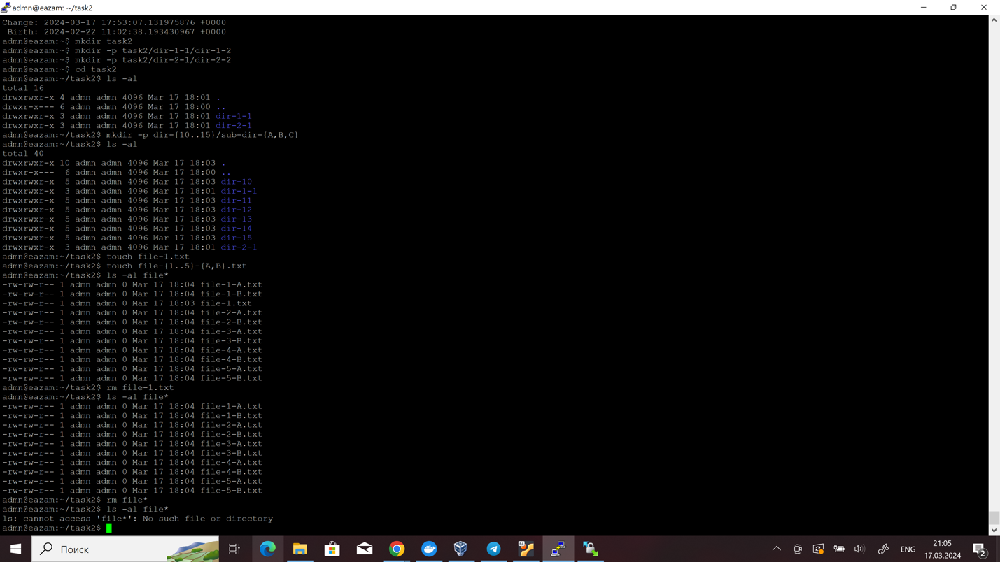 admn@eazam: ~/task2
Change: 2024-03-17 17:53:07.131975876 +0000
 Birth: 2024-02-22 11:02:38.193430967 +0000
admn@eazam:~$ mkdir task2
admn@eazam:~$ mkdir -p task2/dir-1-1/dir-1-2
admn@eazam:~$ mkdir -p task2/dir-2-1/dir-2-2
admn@eazam:~$ cd task2
admn@eazam:~/task2$ ls -al
total 16
drwxrwxr-x 4 admn admn 4096 Mar 17 18:01 .
drwxr-x--- 6 admn admn 4096 Mar 17 18:00 ..
drwxrwxr-x 3 admn admn 4096 Mar 17 18:01 dir-1-1
drwxrwxr-x 3 admn admn 4096 Mar 17 18:01 dir-2-1
admn@eazam:~/task2$ mkdir -p dir-{10..15}/sub-dir-{A,B,C}
admn@eazam:~/task2$ ls -al
total 40
drwxrwxr-x 10 admn admn 4096 Mar 17 18:03 .
drwxr-x---  6 admn admn 4096 Mar 17 18:00 ..
drwxrwxr-x  5 admn admn 4096 Mar 17 18:03 dir-10
drwxrwxr-x  3 admn admn 4096 Mar 17 18:01 dir-1-1
drwxrwxr-x  5 admn admn 4096 Mar 17 18:03 dir-11
drwxrwxr-x  5 admn admn 4096 Mar 17 18:03 dir-12
drwxrwxr-x  5 admn admn 4096 Mar 17 18:03 dir-13
drwxrwxr-x  5 admn admn 4096 Mar 17 18:03 dir-14
drwxrwxr-x  5 admn admn 4096 Mar 17 18:03 dir-15
drwxrwxr-x  3 admn admn 4096 Mar 17 18:01 dir-2-1
admn@eazam:~/task2$ touch file-1.txt
admn@eazam:~/task2$ touch file-{1..5}-{A,B}.txt
admn@eazam:~/task2$ ls -al file*
-rw-rw-r-- 1 admn admn 0 Mar 17 18:04 file-1-A.txt
-rw-rw-r-- 1 admn admn 0 Mar 17 18:04 file-1-B.txt
-rw-rw-r-- 1 admn admn 0 Mar 17 18:03 file-1.txt
-rw-rw-r-- 1 admn admn 0 Mar 17 18:04 file-2-A.txt
-rw-rw-r-- 1 admn admn 0 Mar 17 18:04 file-2-B.txt
-rw-rw-r-- 1 admn admn 0 Mar 17 18:04 file-3-A.txt
-rw-rw-r-- 1 admn admn 0 Mar 17 18:04 file-3-B.txt
-rw-rw-r-- 1 admn admn 0 Mar 17 18:04 file-4-A.txt
-rw-rw-r-- 1 admn admn 0 Mar 17 18:04 file-4-B.txt
-rw-rw-r-- 1 admn admn 0 Mar 17 18:04 file-5-A.txt
-rw-rw-r-- 1 admn admn 0 Mar 17 18:04 file-5-B.txt
admn@eazam:~/task2$ rm file-1.txt
admn@eazam:~/task2$ ls -al file*
-rw-rw-r-- 1 admn admn 0 Mar 17 18:04 file-1-A.txt
-rw-rw-r-- 1 admn admn 0 Mar 17 18:04 file-1-B.txt
-rw-rw-r-- 1 admn admn 0 Mar 17 18:04 file-2-A.txt
-rw-rw-r-- 1 admn admn 0 Mar 17 18:04 file-2-B.txt
-rw-rw-r-- 1 admn admn 0 Mar 17 18:04 file-3-A.txt
-rw-rw-r-- 1 admn admn 0 Mar 17 18:04 file-3-B.txt
-rw-rw-r-- 1 admn admn 0 Mar 17 18:04 file-4-A.txt
-rw-rw-r-- 1 admn admn 0 Mar 17 18:04 file-4-B.txt
-rw-rw-r-- 1 admn admn 0 Mar 17 18:04 file-5-A.txt
-rw-rw-r-- 1 admn admn 0 Mar 17 18:04 file-5-B.txt
admn@eazam:~/task2$ rm file*
admn@eazam:~/task2$ ls -al file*
ls: cannot access 'file*': No such file or directory
admn@eazam:~/task2$
Поиск
64
ENG
21:05
17.03.2024
2